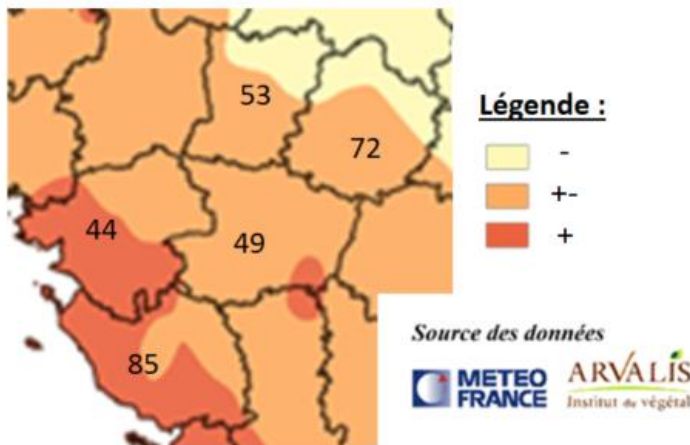 53
72
44
49
85
Légende :
-
+-
+
Source des données
METEO
FRANCE
ARVALIS
Institut du végétal